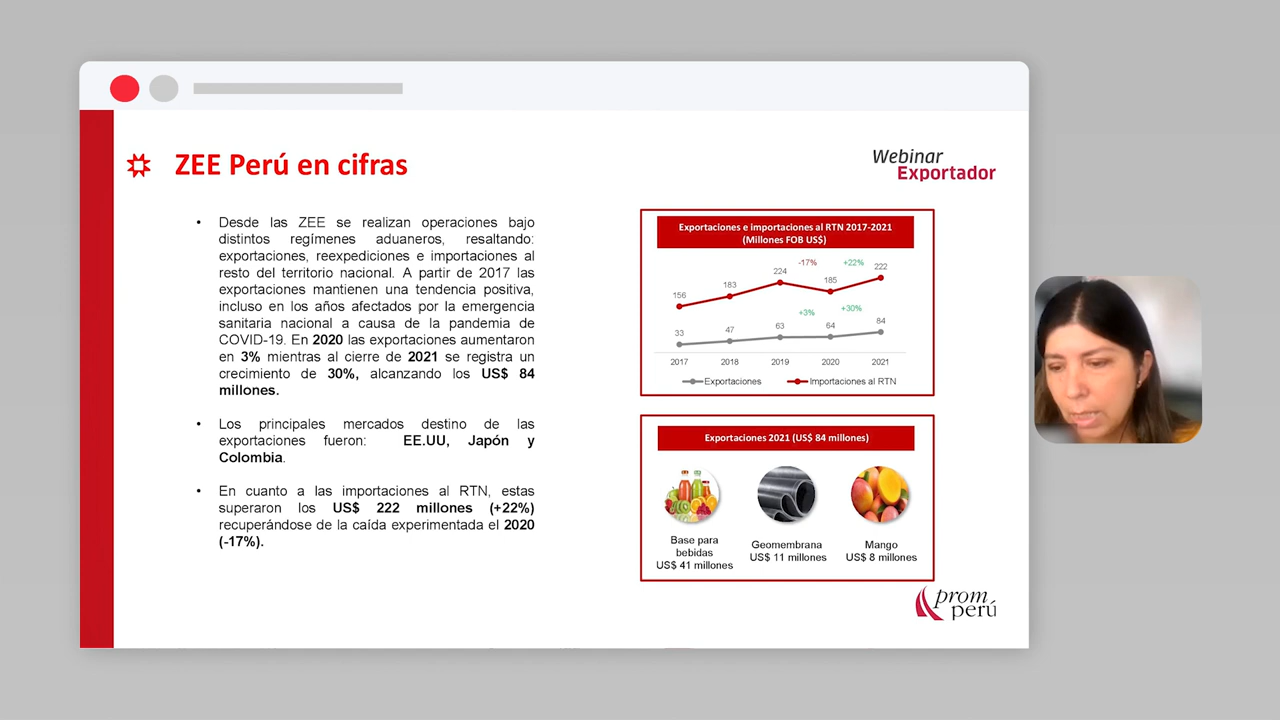 ZEE Perú en cifras
Webinar
Exportador
• Desde las ZEE se realizan operaciones bajo
distintos regímenes aduaneros, resaltando:
exportaciones, reexpediciones e importaciones al
resto del territorio nacional. A partir de 2017 las
exportaciones mantienen una tendencia positiva,
incluso en los años afectados por la emergencia
sanitaria nacional a causa de la pandemia de
COVID-19. En 2020 las exportaciones aumentaron
en 3% mientras al cierre de 2021 se registra un
crecimiento de 30%, alcanzando los US$ 84
millones.
• Los principales mercados destino de las
exportaciones fueron: EE.UU, Japón y
Colombia.
• En cuanto a las importaciones al RTN, estas
superaron los US$ 222 millones (+22%)
recuperándose de la caída experimentada el 2020
(-17%).
Exportaciones e importaciones al RTN 2017-2021
(Millones FOB US$)
-17% +22%
156 183 224 185 222
+3% +30%
33 47 63 64 84
2017 2018 2019 2020 2021
Exportaciones Importaciones al RTN
Exportaciones 2021 (US$ 84 millones)
Base para
bebidas
US$ 41 millones
Geomembrana
US$ 11 millones
Mango
US$ 8 millones
prom
perú